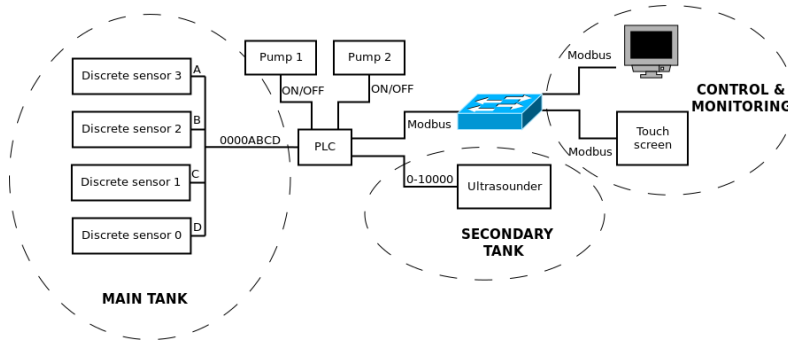 Pump 1
Pump 2
Modbus
Discrete sensor 3
A
ON/OFF
ON/OFF
CONTROL &
MONITORING
Discrete sensor 2
B
Modbus
0000ABCD
PLC
Touch
screen
Modbus
Discrete sensor 1
C
0-10000
Ultrasounder
Discrete sensor 0
D
SECONDARY
TANK
MAIN TANK